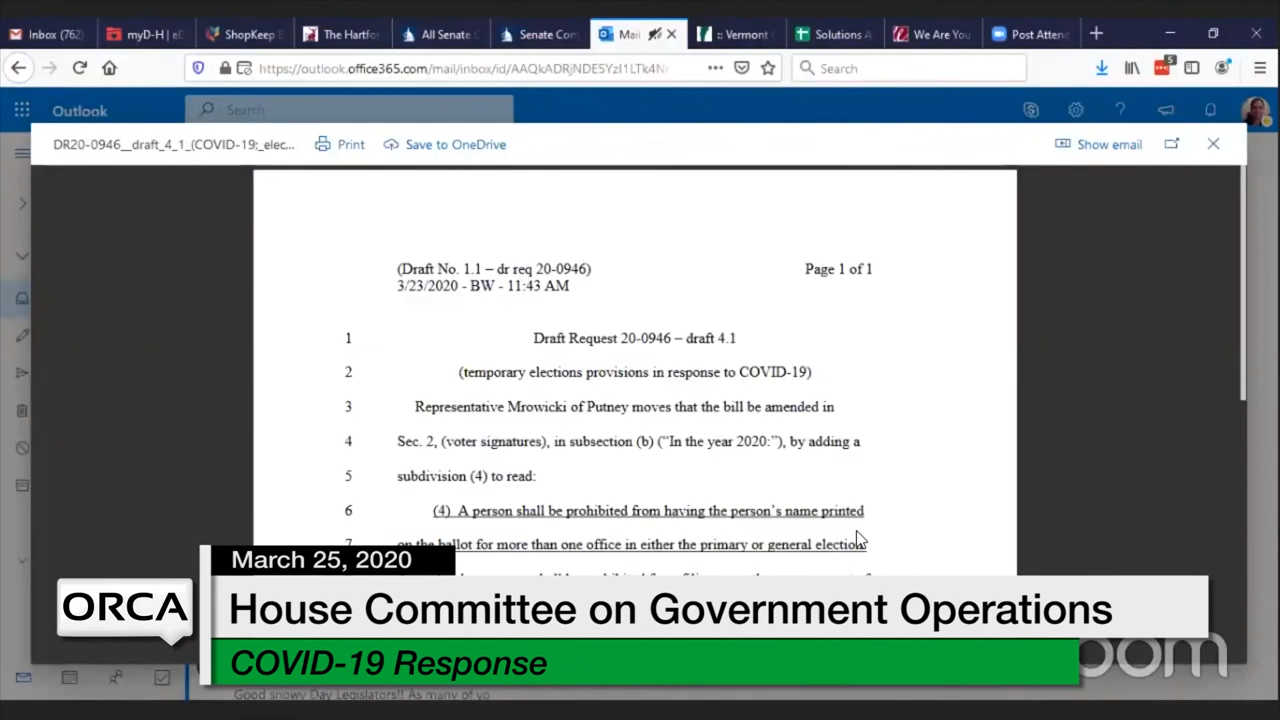 Inbox (762)
myD-H | eD
ShopKeep B
The Hartfo
All Senate C
Senate Com
Mail
:: Vermont G
Solutions A
We Are You
Post Attend
https://outlook.office365.com/mail/inbox/id/AAQkADRjNDE5YzI1LTk4N
Search
5
Outlook
Search
DR20-0946__draft_4_1_(COVID-19;_elec...
Print
Save to OneDrive
Show email
(Draft No. 1.1 – dr req 20-0946)
Page 1 of 1
3/23/2020 - BW - 11:43 AM
1 Draft Request 20-0946 – draft 4.1
2 (temporary elections provisions in response to COVID-19)
3 Representative Mrowicki of Putney moves that the bill be amended in
4 Sec. 2, (voter signatures), in subsection (b) (“In the year 2020:”), by adding a
5 subdivision (4) to read:
6 (4) A person shall be prohibited from having the person’s name printed
7 on the ballot for more than one office in either the primary or general election
March 25, 2020
ORCA
House Committee on Government Operations
COVID-19 Response
oom
Good snowy Day Legislators!! As many of yo